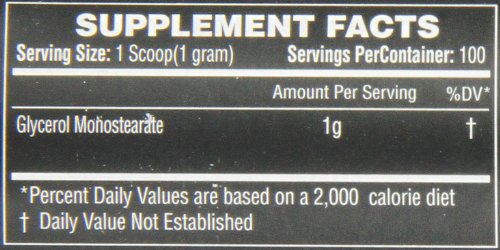 SUPPLEMENT FACTS
Serving Size: 1 Scoop(1 gram) Servings PerContainer: 100
Amount Per Serving %DV*
Glycerol Mohostearate 1g †
*Percent Daily Values are based on a 2,000 calorie diet
† Daily Value Not Established